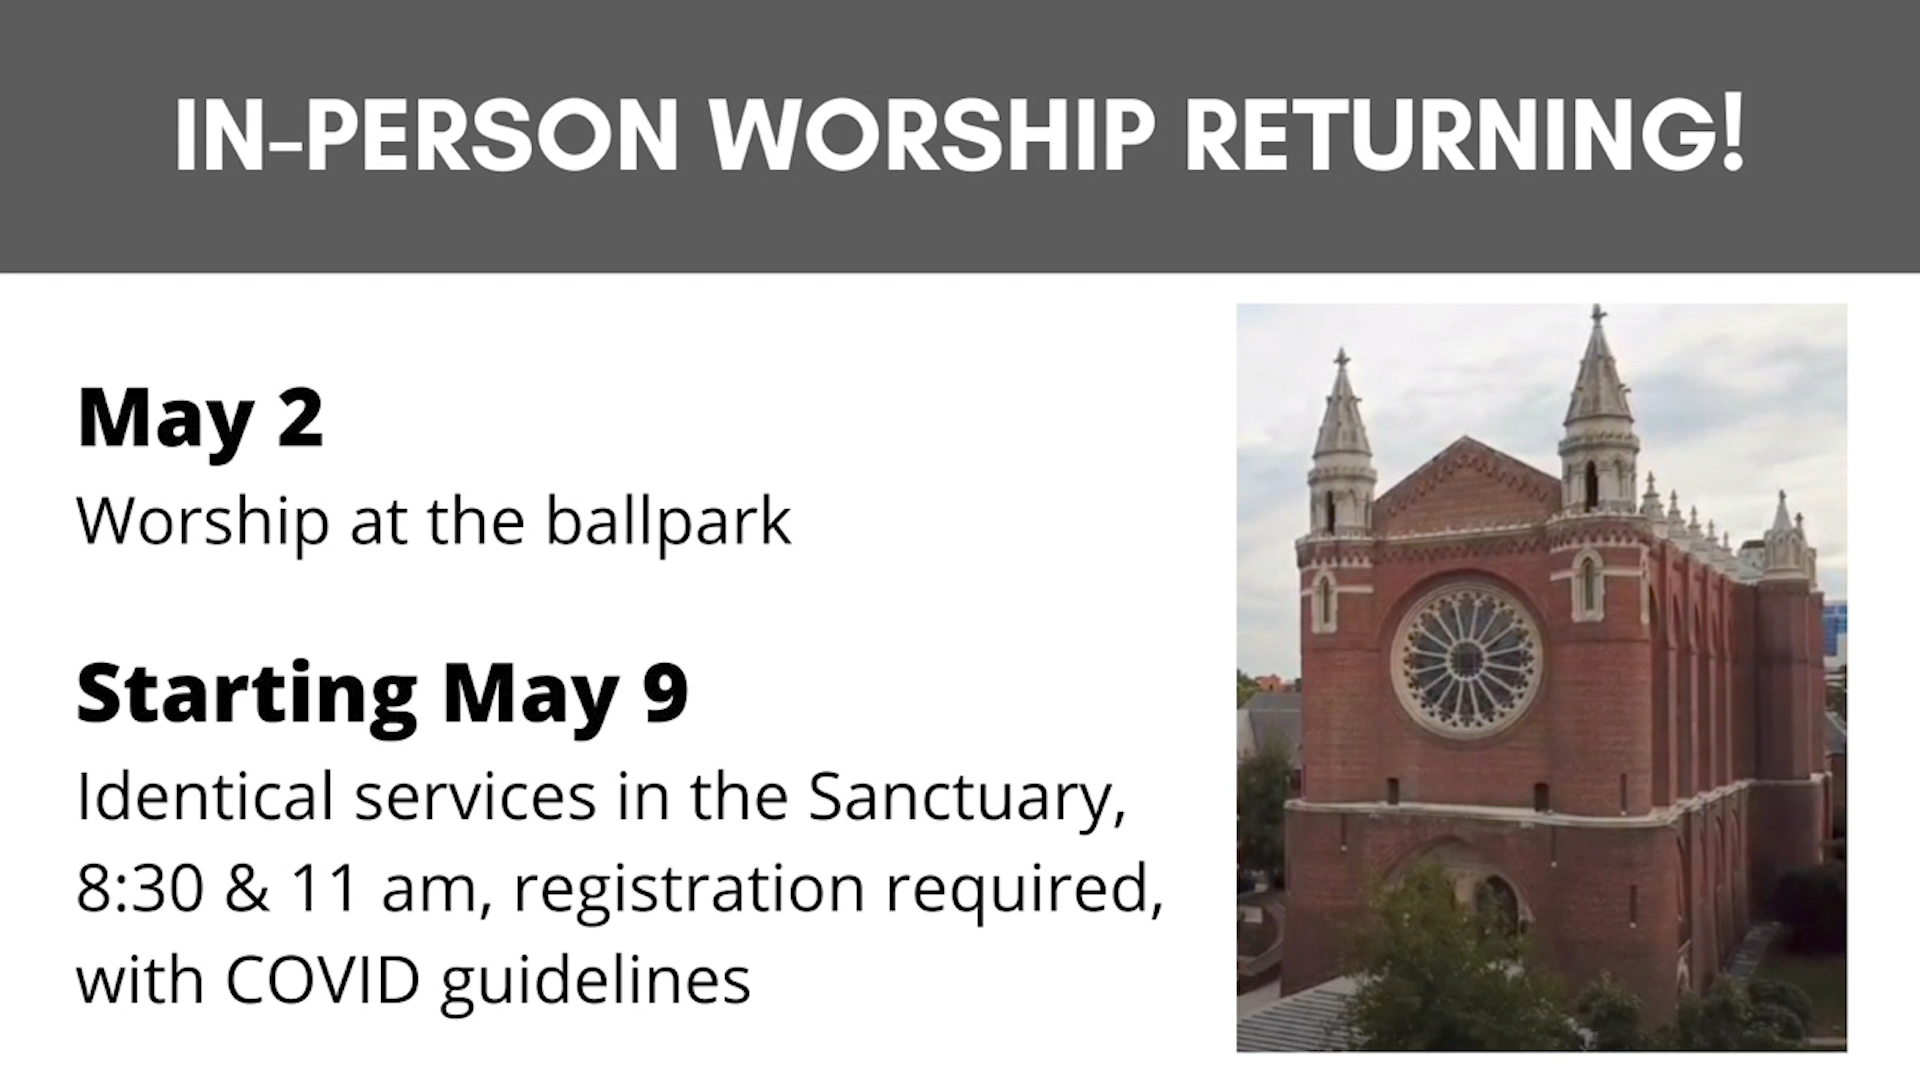 IN-PERSON WORSHIP RETURNING!
May 2
Worship at the ballpark
Starting May 9
Identical services in the Sanctuary,
8:30 & 11 am, registration required,
with COVID guidelines